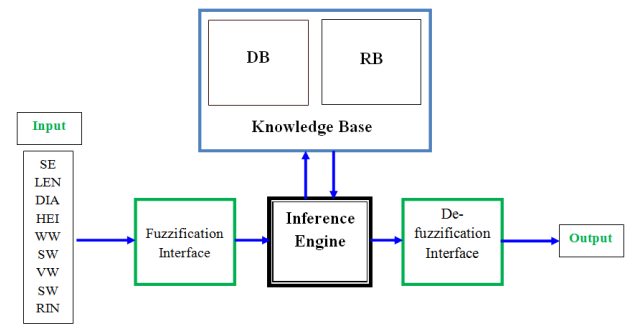 DB
RB
Knowledge Base
Input
SE
LEN
DIA
HEI
WW
SW
VW
SW
RIN
Fuzzification
Interface
Inference
Engine
De-
fuzzification
Interface
Output